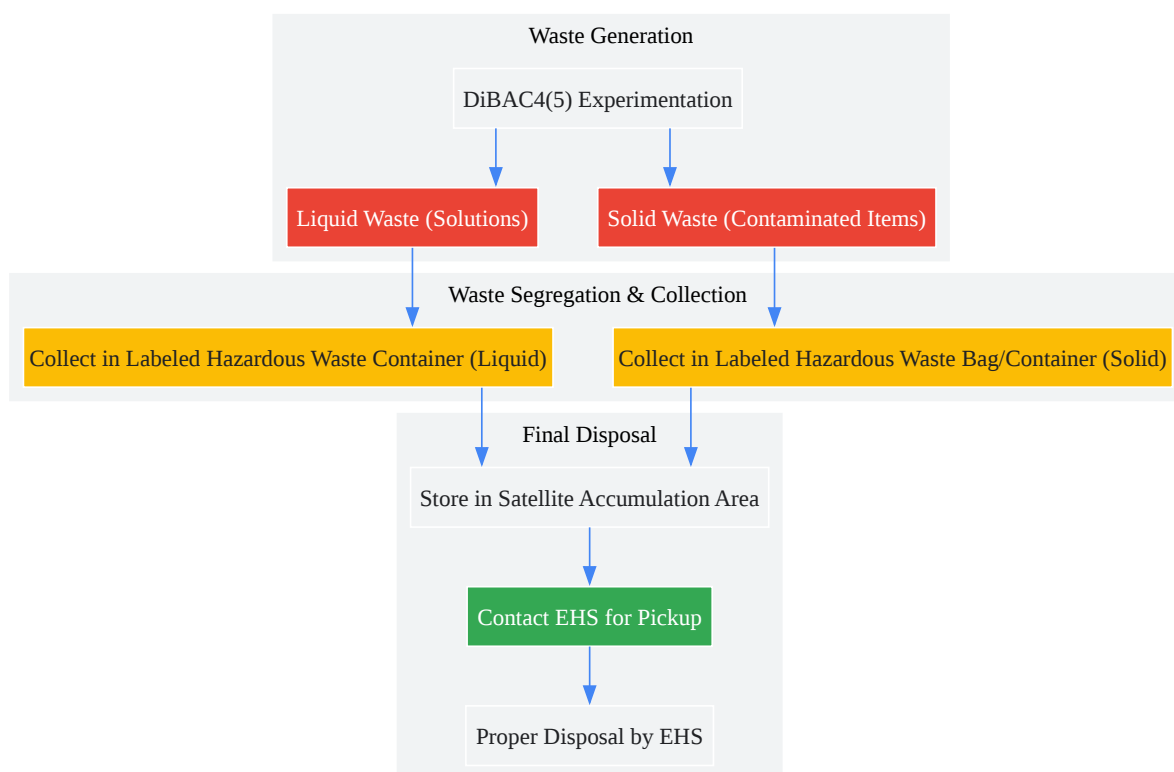 Waste Generation
DiBAC4(5) Experimentation
Liquid Waste (Solutions)
Solid Waste (Contaminated Items)
Waste Segregation & Collection
Collect in Labeled Hazardous Waste Container (Liquid)
Collect in Labeled Hazardous Waste Bag/Container (Solid)
Final Disposal
Store in Satellite Accumulation Area
Contact EHS for Pickup
Proper Disposal by EHS